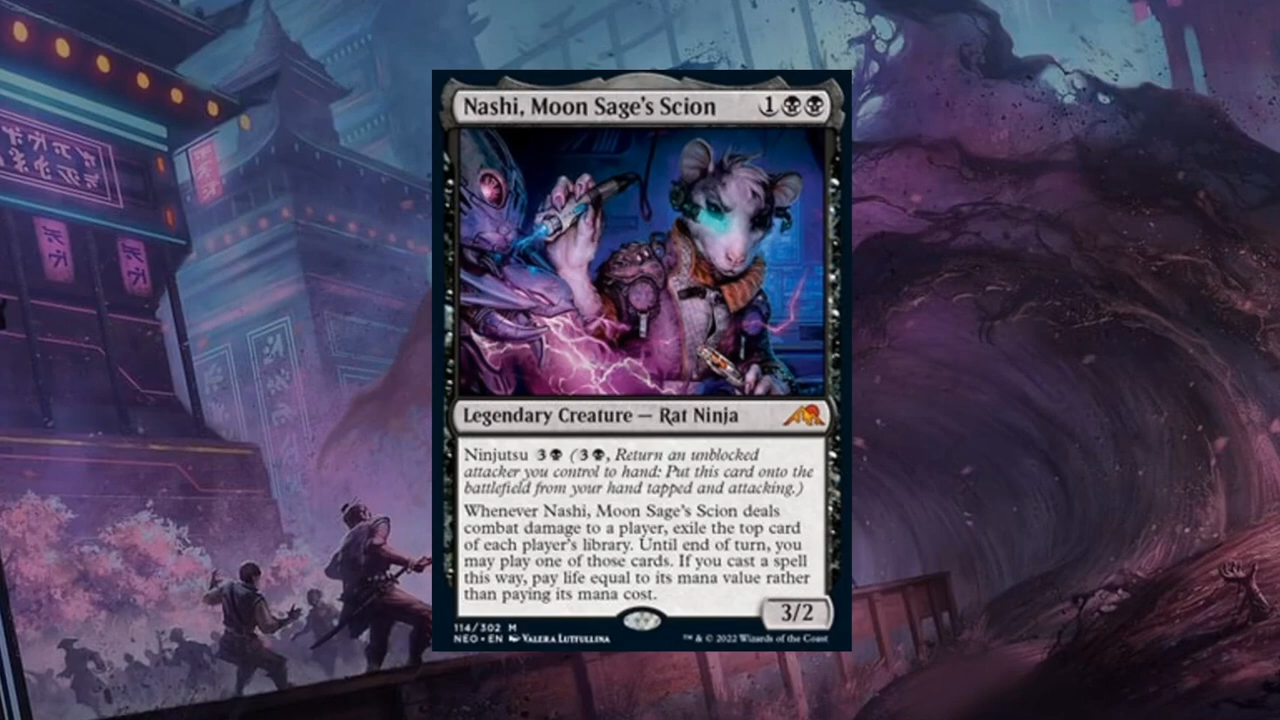 Nashi, Moon Sage's Scion 1
Legendary Creature — Rat Ninja
Ninjutsu 3 (3, Return an unblocked
attacker you control to hand: Put this card onto the
battlefield from your hand tapped and attacking.)
Whenever Nashi, Moon Sage's Scion deals
combat damage to a player, exile the top card
of each player's library. Until end of turn, you
may play one of those cards. If you cast a spell
this way, pay life equal to its mana value rather
than paying its mana cost.
3/2
114/302 M
NEO • EN Valera Lutfullina
™ & © 2022 Wizards of the Coast